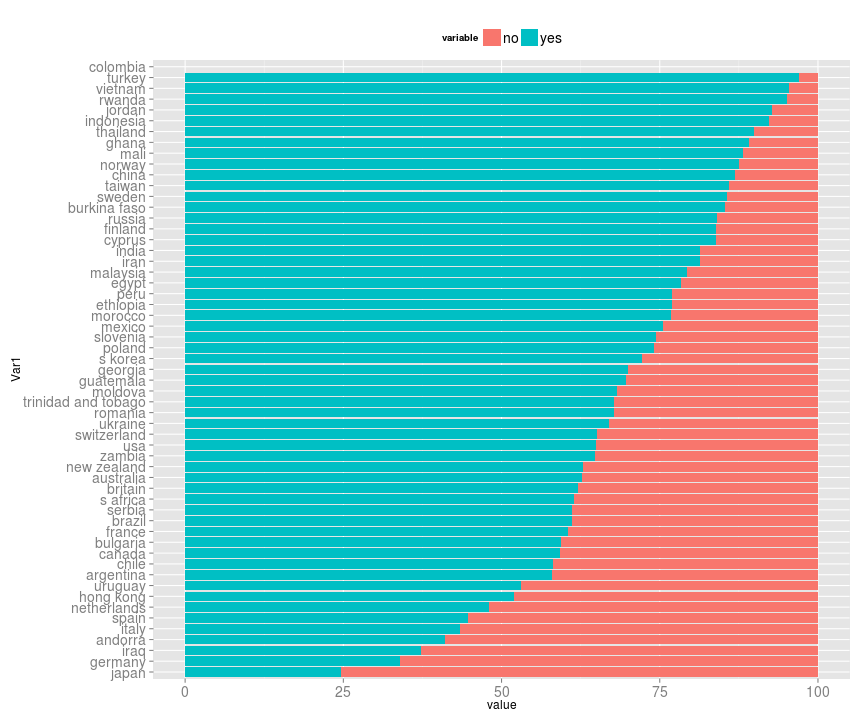 variable no yes
colombia
turkey
vietnam
rwanda
jordan
indonesia
thailand
ghana
mali
norway
china
taiwan
sweden
burkina faso
russia
finland
cyprus
india
iran
malaysia
egypt
peru
ethiopia
morocco
mexico
slovenia
poland
s korea
georgia
guatemala
moldova
trinidad and tobago
romania
ukraine
switzerland
usa
zambia
new zealand
australia
britain
s africa
serbia
brazil
france
bulgaria
canada
chile
argentina
uruguay
hong kong
netherlands
spain
italy
andorra
iraq
germany
japan
Var1
0 25 50 75 100
value